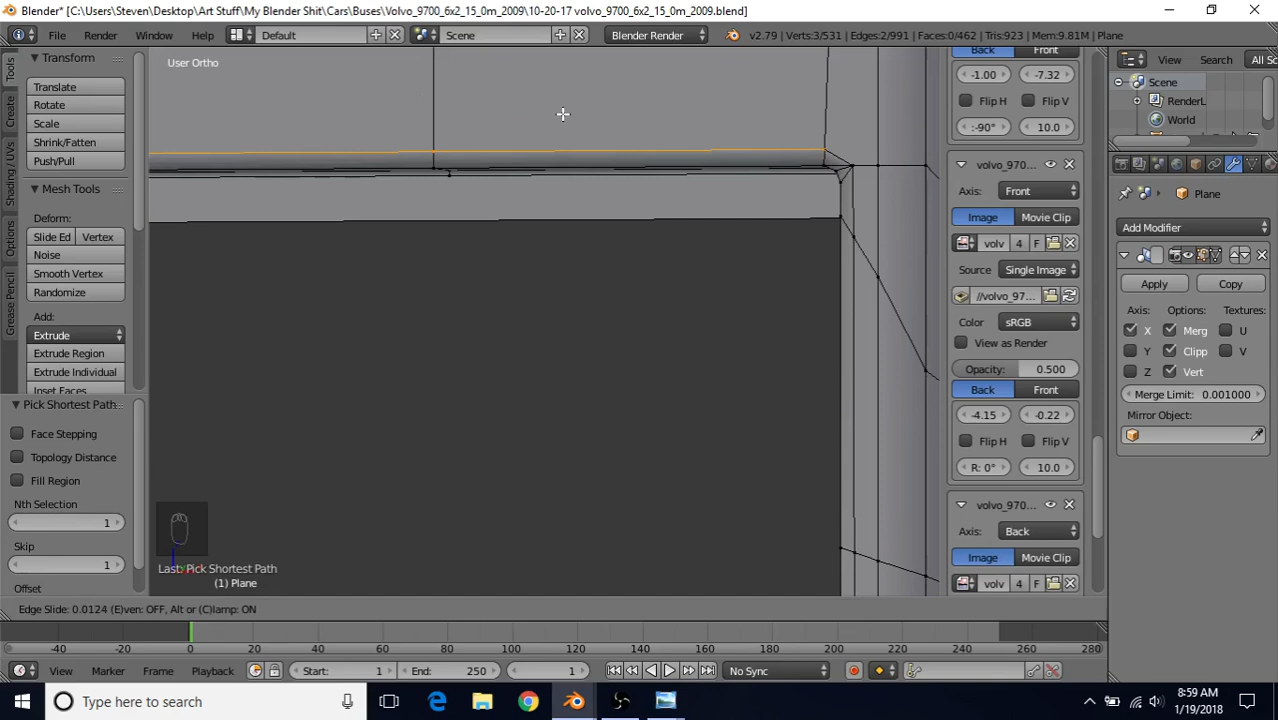 Blender* [C:\Users\Steven\Desktop\Art Stuff\My Blender Shit\Cars\Buses\Volvo_9700_6x2_15_0m_2009\10-20-17 volvo_9700_6x2_15_0m_2009.blend]
File Render Window Help Default Scene Blender Render v2.79 | Verts:3/531 | Edges:2/991 | Faces:0/462 | Tris:923 | Mem:9.81M | Plane
Tools
Create
Shading / UVs
Options
Grease Pencil
Transform
Translate
Rotate
Scale
Shrink/Fatten
Push/Pull
Mesh Tools
Deform:
Slide Ed Vertex
Noise
Smooth Vertex
Randomize
Add:
Extrude
Extrude Region
Extrude Individual
Inset Faces
Pick Shortest Path
Face Stepping
Topology Distance
Fill Region
Nth Selection
1
Skip
1
Offset
User Ortho
Last: Pick Shortest Path
(1) Plane
Edge Slide: 0.0124 (E)ven: OFF, Alt or (C)lamp: ON
Back Front
-1.00 -7.32
Flip H Flip V
:-90° 10.0
volvo_970...
Axis: Front
Image Movie Clip
volv 4 F
Source Single Image
//volvo_97...
Color sRGB
View as Render
Opacity: 0.500
Back Front
-4.15 -0.22
Flip H Flip V
R: 0° 10.0
volvo_970...
Axis: Back
Image Movie Clip
volv 4 F
View Search All Sc
Scene
RenderL
World
Plane
Add Modifier
Apply Copy
Axis: Options: Textures:
X Merg U
Y Clipp V
Z Vert
Merge Limit: 0.001000
Mirror Object:
-40 -20 0 20 40 60 80 100 120 140 160 180 200 220 240 260 280
View Marker Frame Playback Start: 1 End: 250 1 No Sync
Type here to search
8:59 AM
1/19/2018